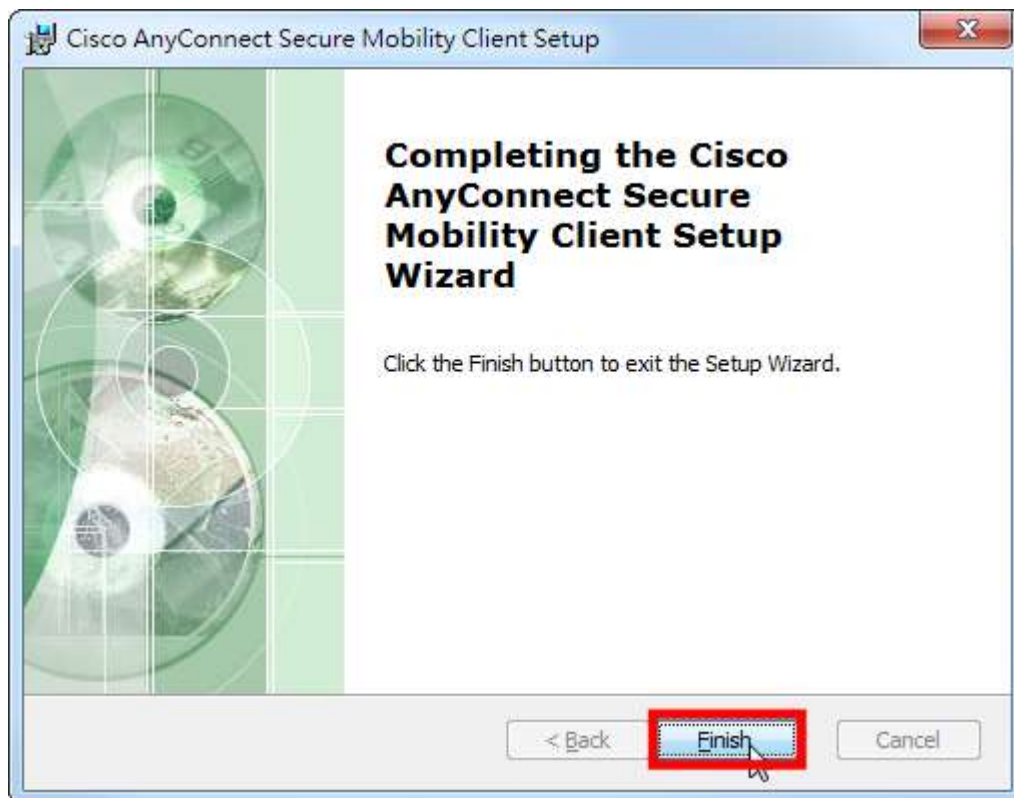 Cisco AnyConnect Secure Mobility Client Setup
Completing the Cisco
AnyConnect Secure
Mobility Client Setup
Wizard
Click the Finish button to exit the Setup Wizard.
< Back
Finish
Cancel